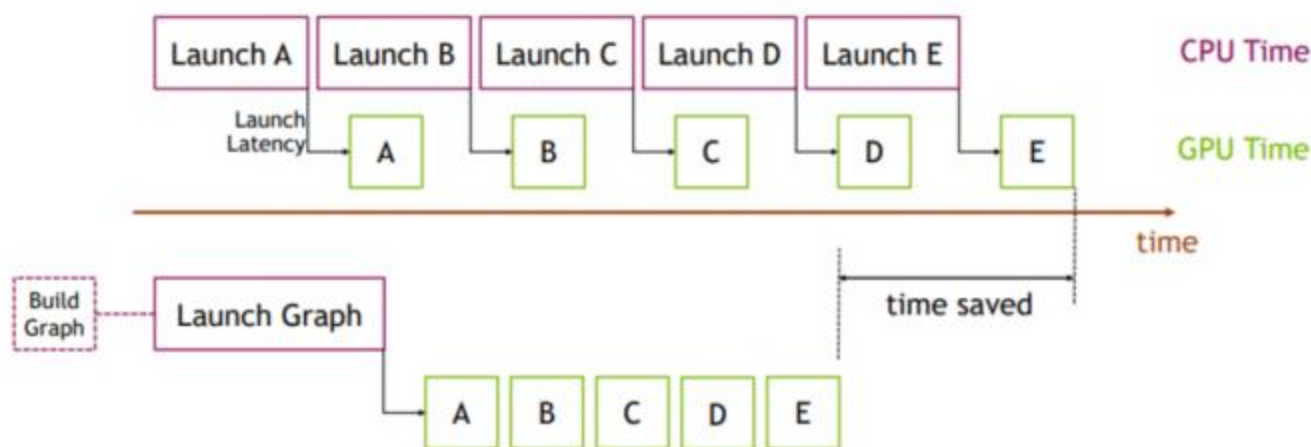 Launch A
Launch B
Launch C
Launch D
Launch E
CPU Time
Launch
Latency
A
B
C
D
E
GPU Time
time
Build
Graph
Launch Graph
time saved
A
B
C
D
E